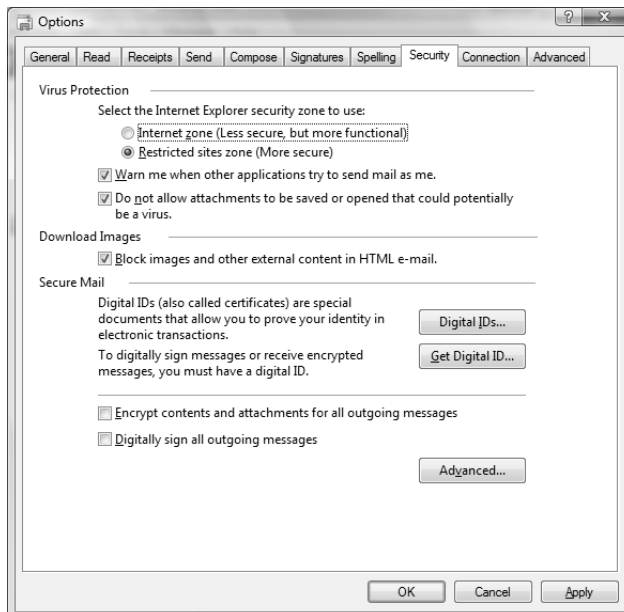 Options
?
X
General Read Receipts Send Compose Signatures Spelling Security Connection Advanced
Virus Protection
Select the Internet Explorer security zone to use:
Internet zone (Less secure, but more functional)
Restricted sites zone (More secure)
Warn me when other applications try to send mail as me.
Do not allow attachments to be saved or opened that could potentially
be a virus.
Download Images
Block images and other external content in HTML e-mail.
Secure Mail
Digital IDs (also called certificates) are special
documents that allow you to prove your identity in
electronic transactions.
Digital IDs...
To digitally sign messages or receive encrypted
messages, you must have a digital ID.
Get Digital ID...
Encrypt contents and attachments for all outgoing messages
Digitally sign all outgoing messages
Advanced...
OK Cancel Apply